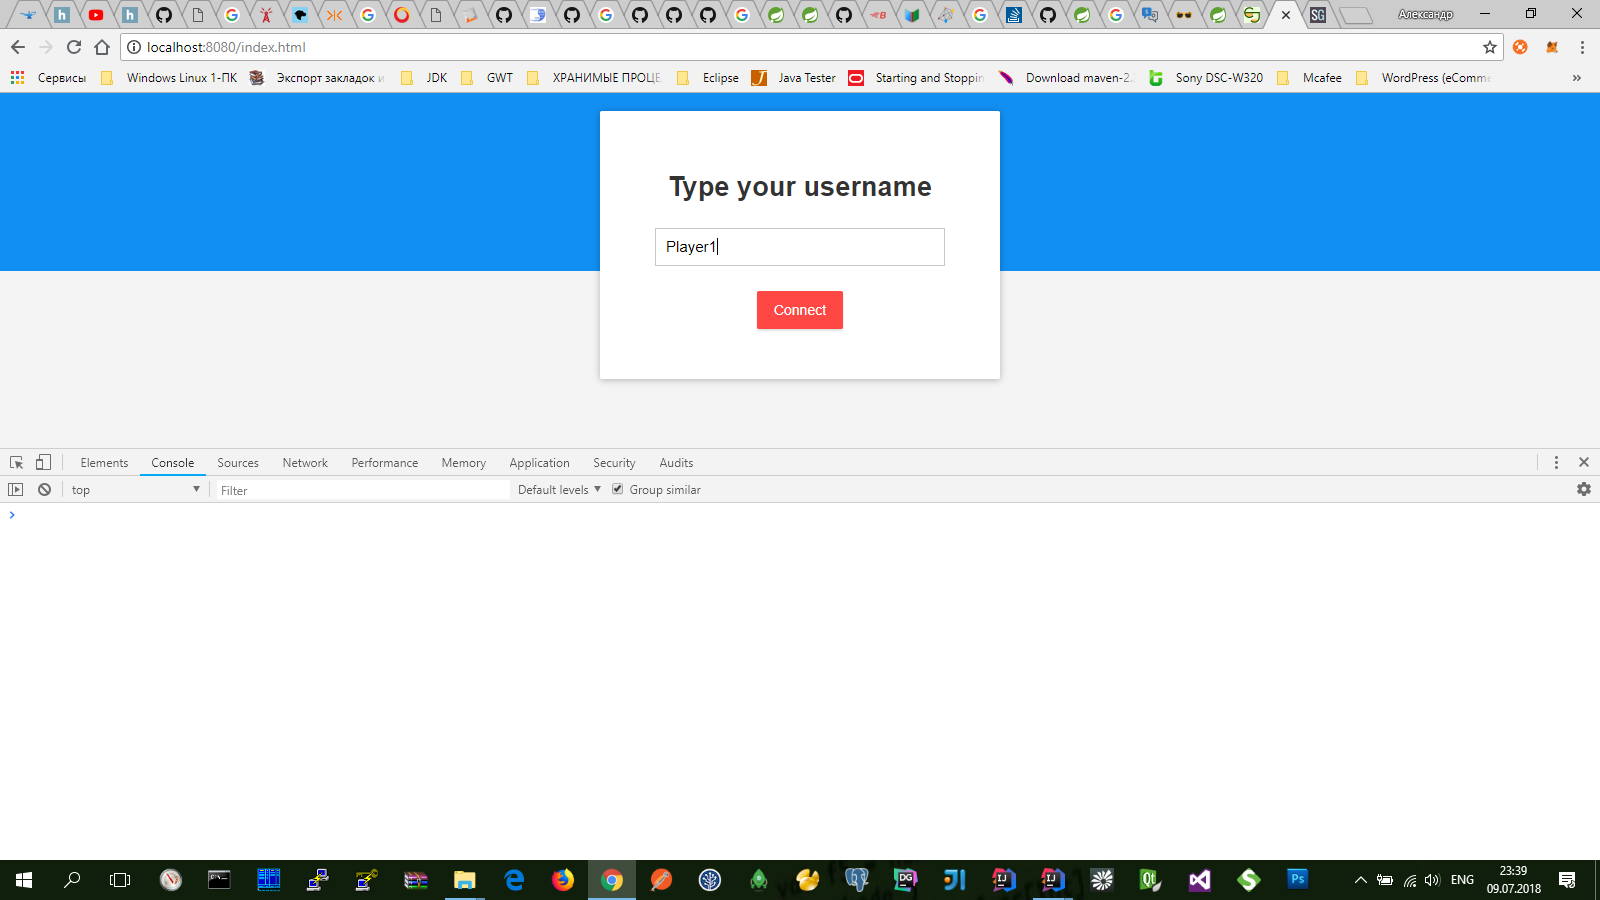 Александр
localhost:8080/index.html
Сервисы Windows Linux 1-ПК Экспорт закладок и JDK GWT ХРАНИМЫЕ ПРОЦЕ Eclipse Java Tester Starting and Stoppin Download maven-2. Sony DSC-W320 Mcafee WordPress (eComme »
Type your username
Player1
Connect
Elements Console Sources Network Performance Memory Application Security Audits
top Filter Default levels Group similar
ENG 23:39
09.07.2018